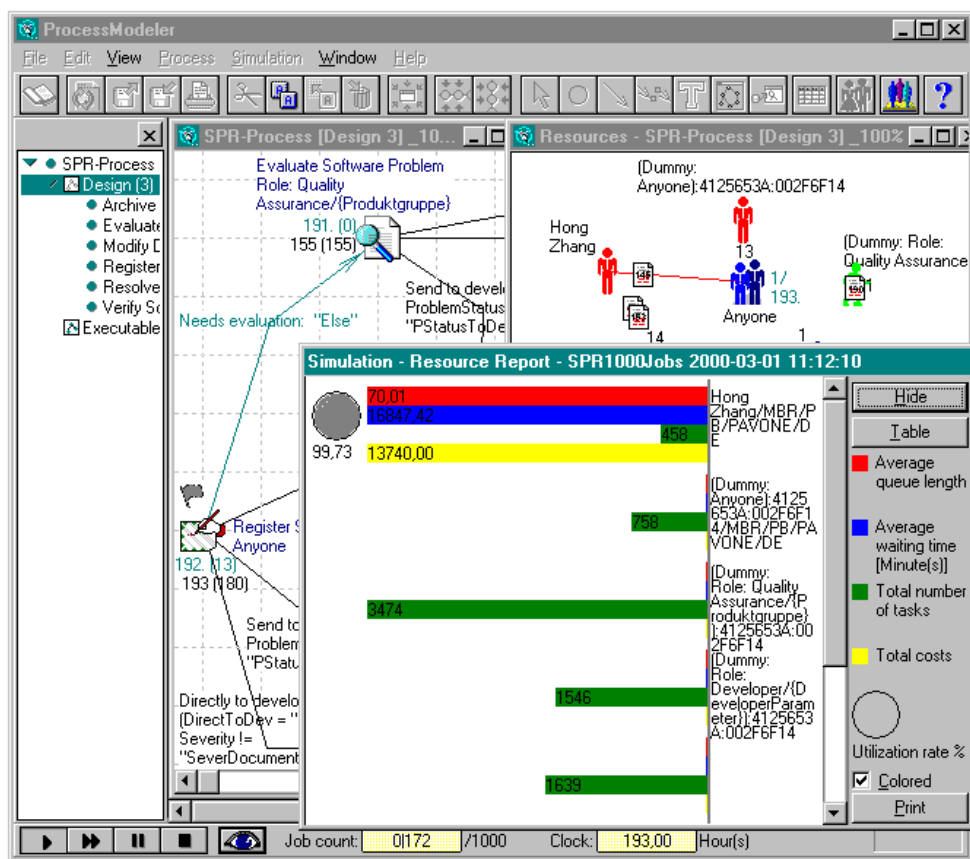 ProcessModeler
File Edit View Process Simulation Window Help
SPR-Process
Design (3)
Archive
Evaluate
Modify D
Register
Resolve
Verify So
Executable
SPR-Process [Design 3] _10...
Evaluate Software Problem
Role: Quality
Assurance/{Produktgruppe}
191. (0)
155 (155)
Send to develo
ProblemStatus
"PStatusToDe
Needs evaluation: "Else"
Register S
Anyone
192. (13)
193 (180)
Send to
Problem
"PStatu
Directly to develo
(DirectToDev = "
Severity !=
"SeverDocument
Resources - SPR-Process [Design 3] _100%
(Dummy:
Anyone):4125653A:002F6F14
13
Hong
Zhang
14
1/
193.
Anyone
(Dummy: Role:
Quality Assurance
190
1
1
Simulation - Resource Report - SPR1000Jobs 2000-03-01 11:12:10
99,73
70,01
16847,42
458
13740,00
Hong
Zhang/MBR/P
B/PAVONE/D
E
758
(Dummy:
Anyone):4125
653A:002F6F1
4/MBR/PB/PA
VONE/DE
3474
(Dummy:
Role: Quality
Assurance/{P
roduktgruppe}
):4125653A:00
2F6F14
1546
(Dummy:
Role:
Developer/{D
eveloperParam
eter}):4125653
A:002F6F14
1639
Hide
Table
Average
queue length
Average
waiting time
[Minute(s)]
Total number
of tasks
Total costs
Utilization rate %
Colored
Print
Job count: 0|172 /1000 Clock: 193,00 Hour(s)